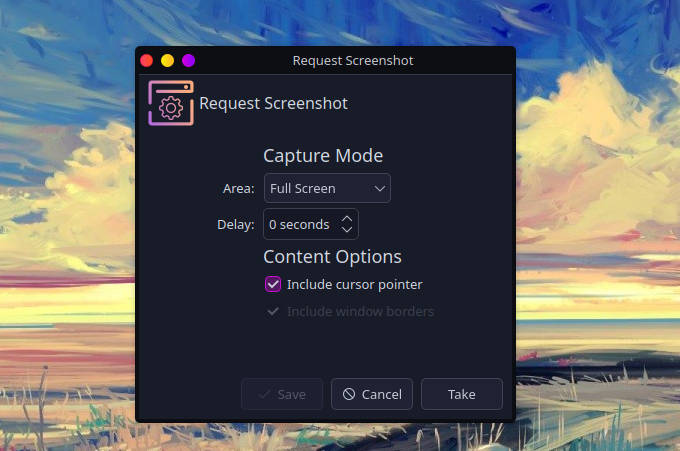 Request Screenshot
Request Screenshot
Capture Mode
Area: Full Screen
Delay: 0 seconds
Content Options
Include cursor pointer
Include window borders
Save Cancel Take